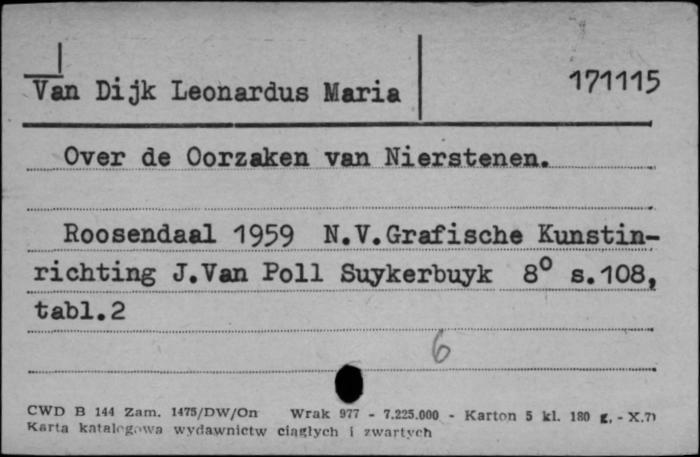 Van Dijk Leonardus Maria 171115
Over de Oorzaken van Nierstenen.
Roosendaal 1959 N.V.Grafische Kunstin-
richting J.Van Poll Suykerbuyk 8° s.108,
tabl.2
6
CWD B 144 Zam. 1475/DW/On Wrak 977 - 7.225.000 - Karton 5 kl. 180 g. - X.71
Karta katalogowa wydawnictw ciągłych i zwartych